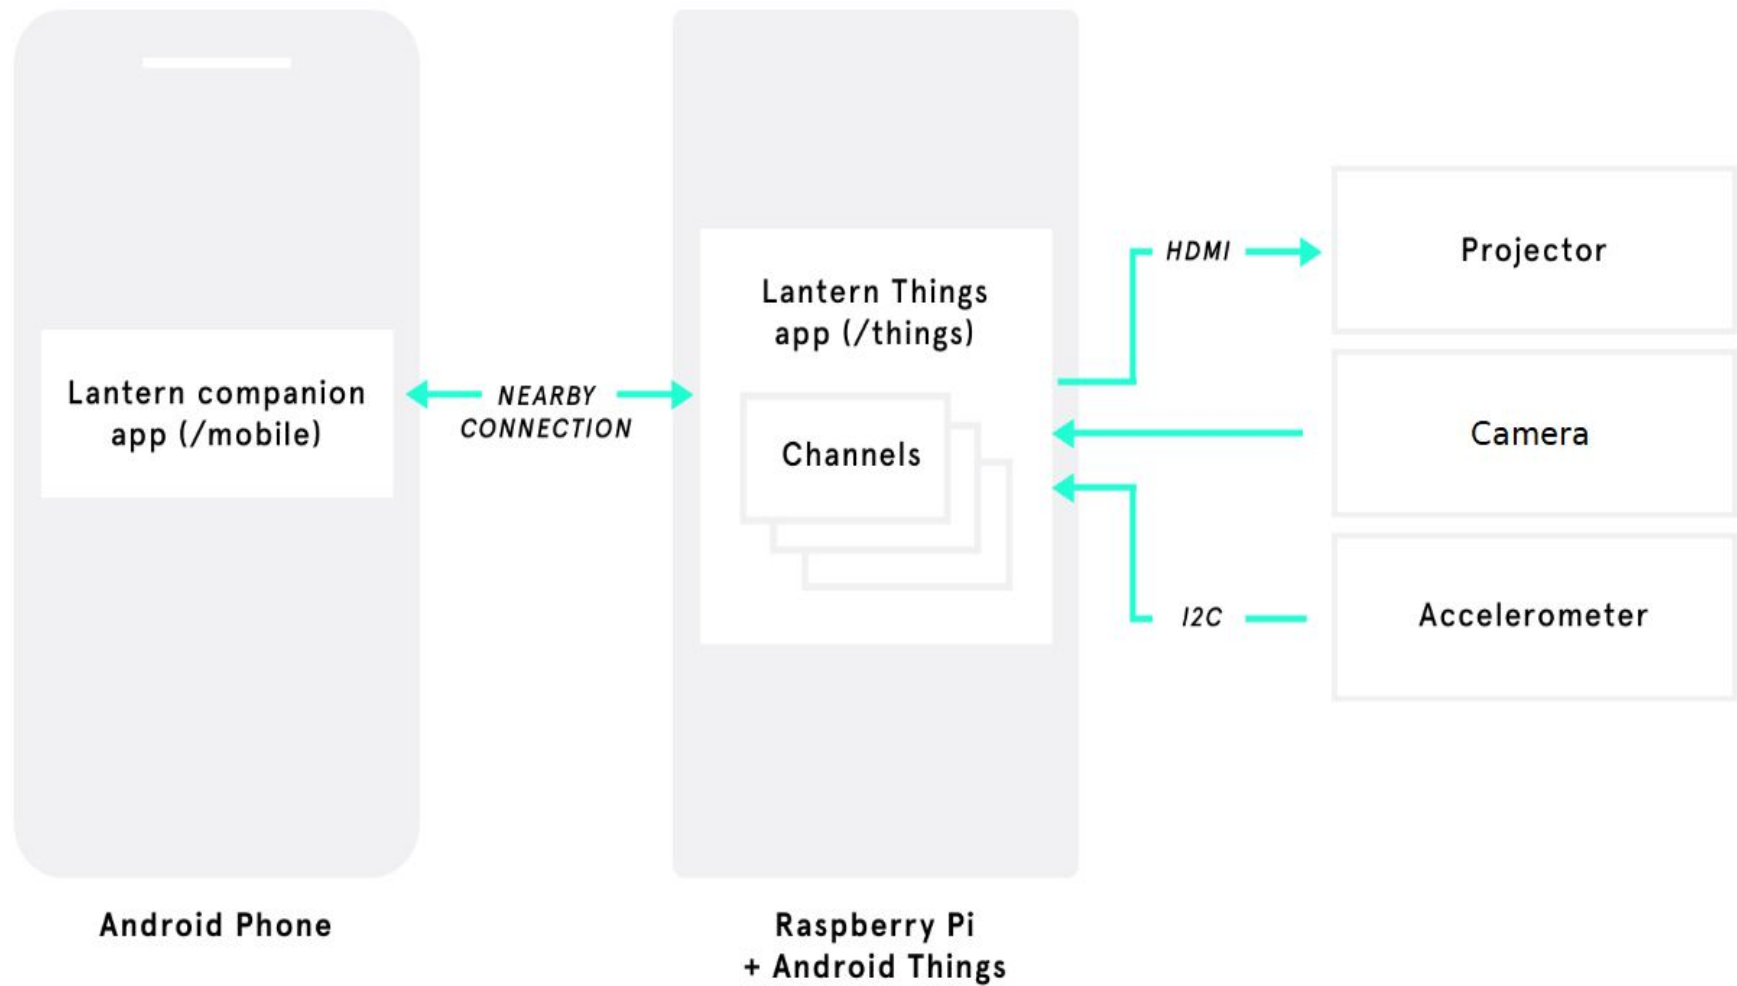 Lantern companion
app (/mobile)
NEARBY
CONNECTION
Lantern Things
app (/things)
Channels
HDMI
I2C
Projector
Camera
Accelerometer
Android Phone
Raspberry Pi
+ Android Things